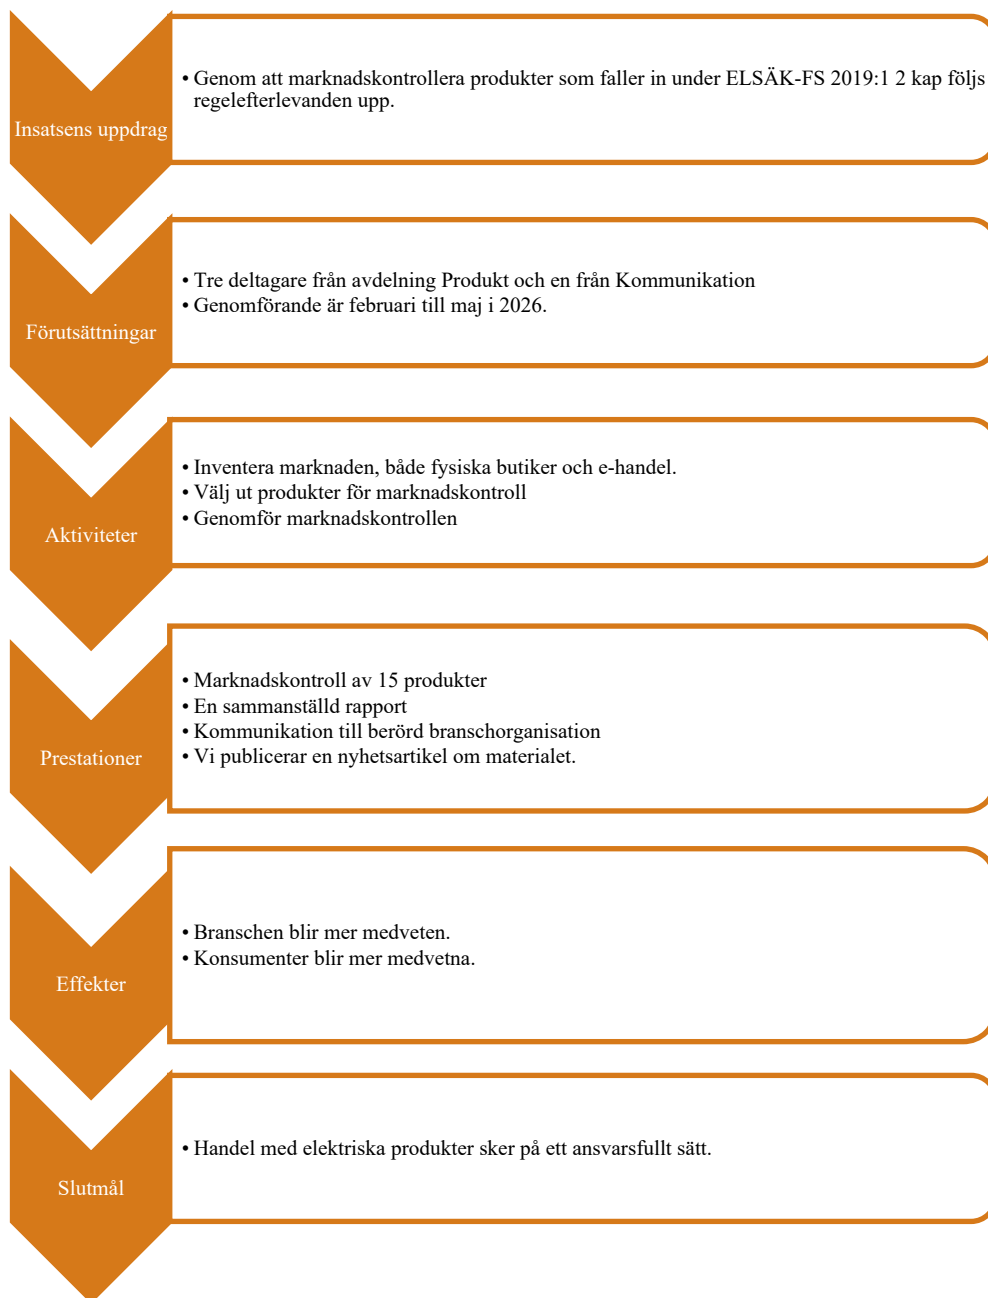 Insatsens uppdrag
• Genom att marknadskontrollera produkter som faller in under ELSÄK-FS 2019:1 2 kap följs
regelefterlevanden upp.
Förutsättningar
• Tre deltagare från avdelning Produkt och en från Kommunikation
• Genomförande är februari till maj i 2026.
Aktiviteter
• Inventera marknaden, både fysiska butiker och e-handel.
• Välj ut produkter för marknadskontroll
• Genomför marknadskontrollen
Prestationer
• Marknadskontroll av 15 produkter
• En sammanställd rapport
• Kommunikation till berörd branschorganisation
• Vi publicerar en nyhetsartikel om materialet.
Effekter
• Branschen blir mer medveten.
• Konsumenter blir mer medvetna.
Slutmål
• Handel med elektriska produkter sker på ett ansvarsfullt sätt.